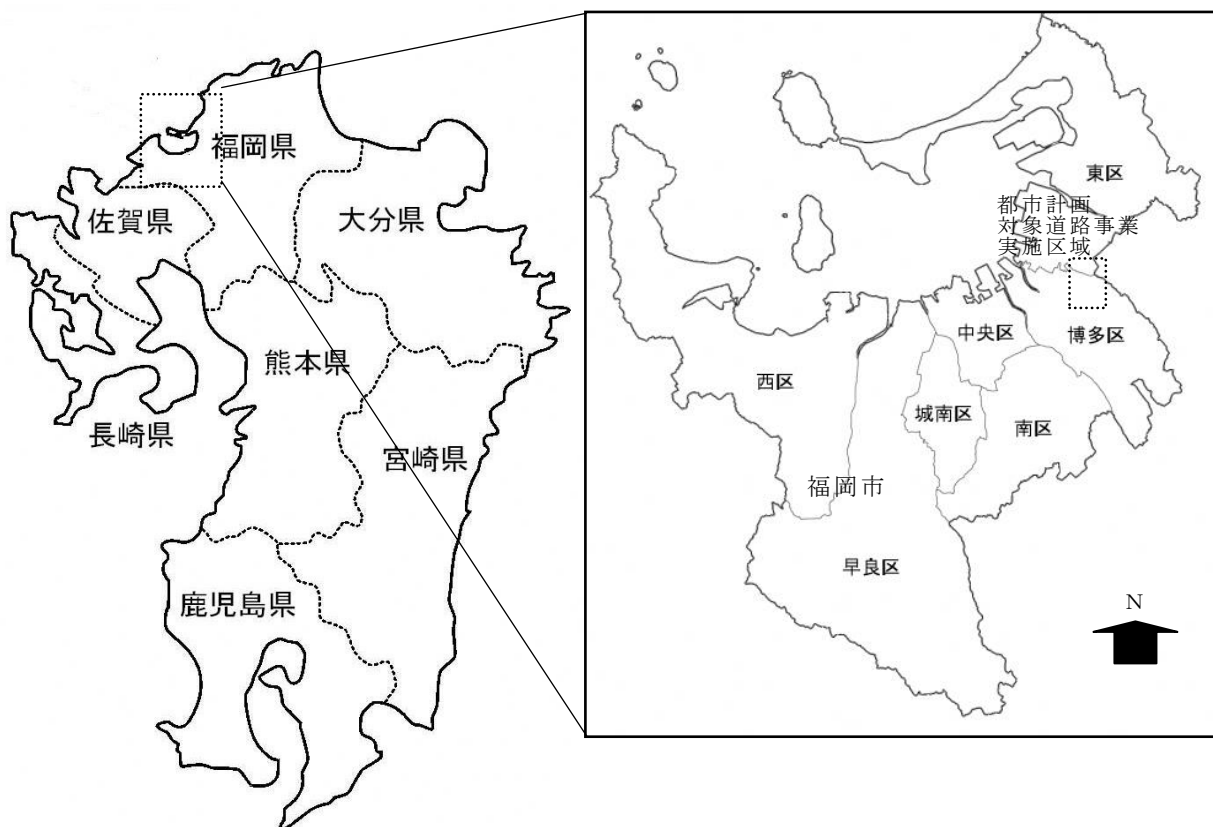 福岡県
佐賀県
大分県
熊本県
長崎県
宮崎県
鹿児島県
東区
都市計画
対象道路事業
実施区域
中央区
博多区
西区
城南区
南区
福岡市
早良区
N